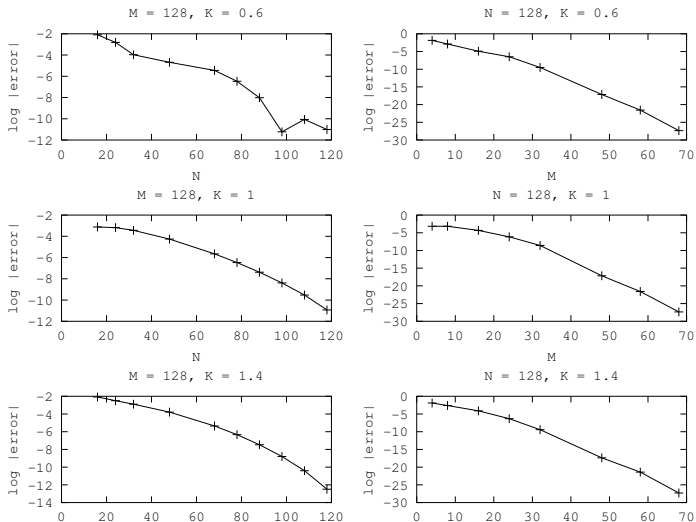 M = 128, K = 0.6
log |error|
-2
-4
-6
-8
-10
-12
0 20 40 60 80 100 120
N
N = 128, K = 0.6
log |error|
0
-5
-10
-15
-20
-25
-30
0 10 20 30 40 50 60 70
M
M = 128, K = 1
log |error|
-2
-4
-6
-8
-10
-12
0 20 40 60 80 100 120
N
N = 128, K = 1
log |error|
0
-5
-10
-15
-20
-25
-30
0 10 20 30 40 50 60 70
M
M = 128, K = 1.4
log |error|
-2
-4
-6
-8
-10
-12
-14
0 20 40 60 80 100 120
N = 128, K = 1.4
log |error|
0
-5
-10
-15
-20
-25
-30
0 10 20 30 40 50 60 70